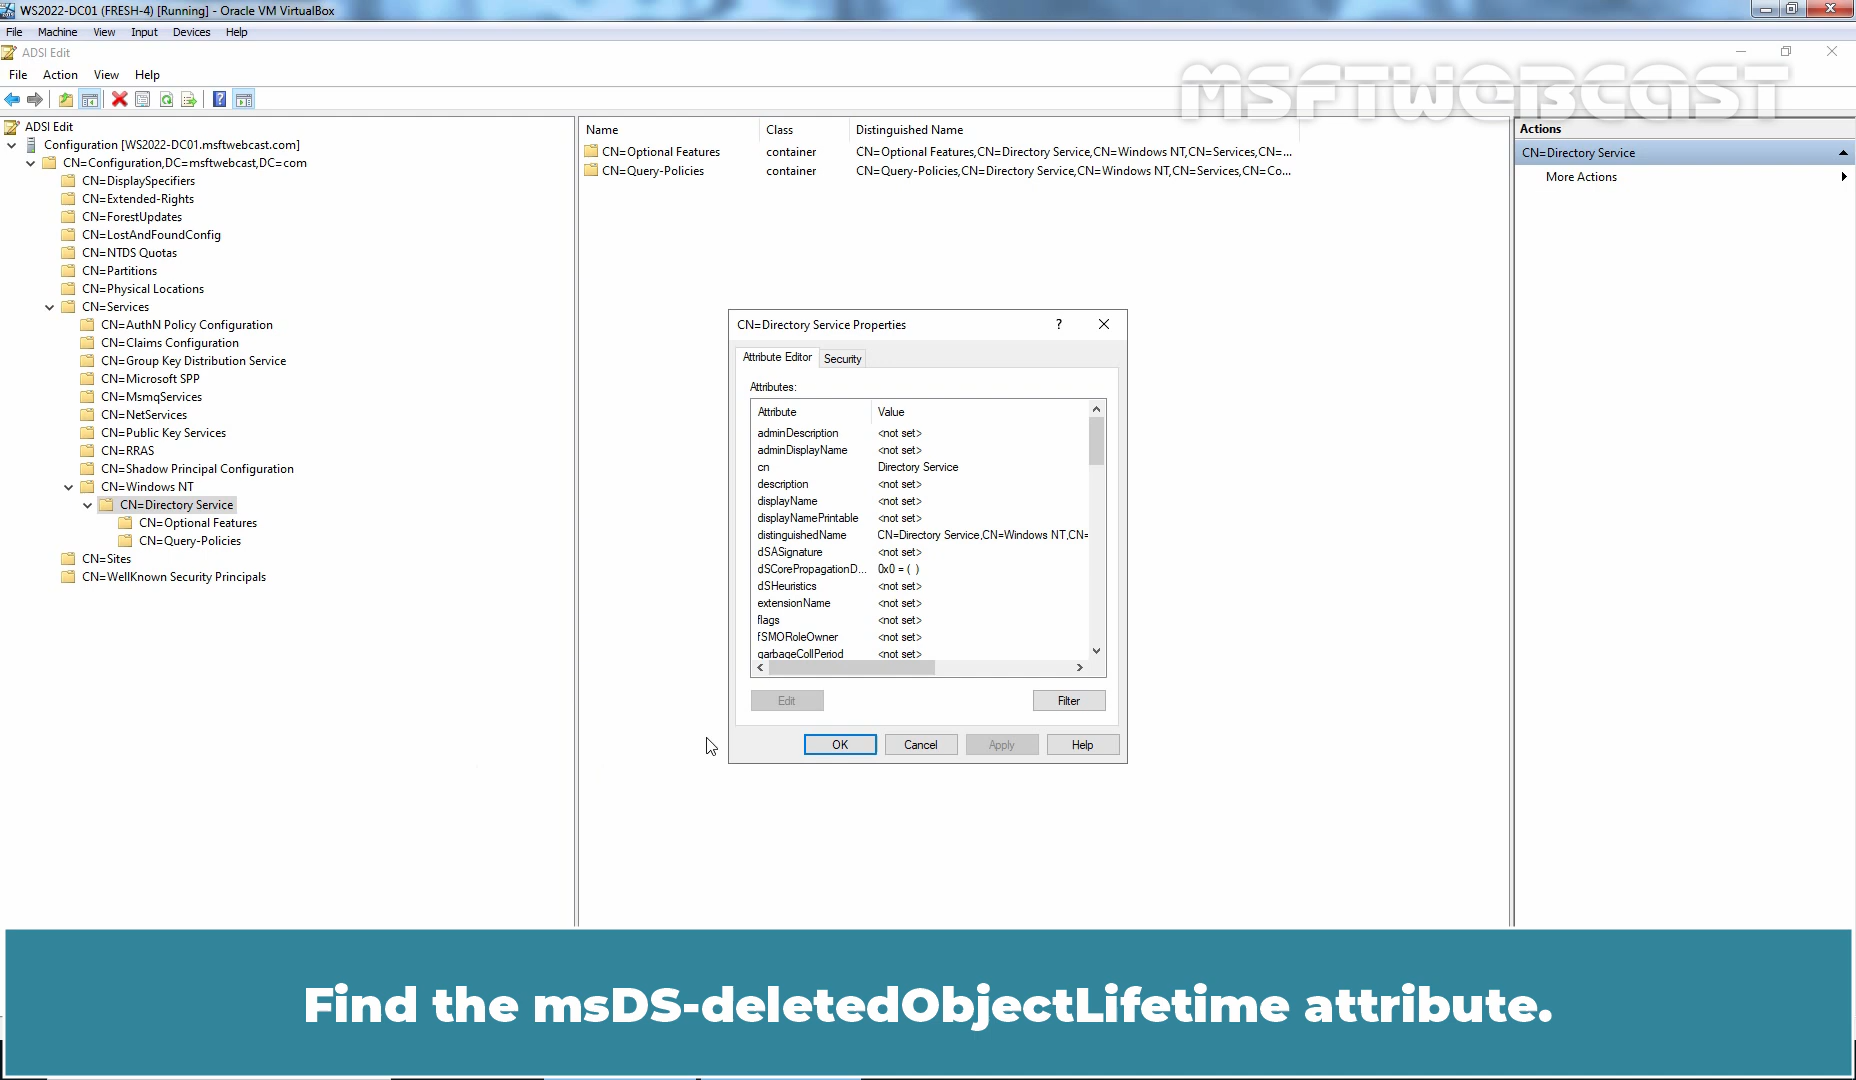 WS2022-DC01 (FRESH-4) [Running] - Oracle VM VirtualBox
File Machine View Input Devices Help
ADSI Edit
File Action View Help
MSFTWEBCAST
ADSI Edit
Configuration [WS2022-DC01.msftwebcast.com]
CN=Configuration,DC=msftwebcast,DC=com
CN=DisplaySpecifiers
CN=Extended-Rights
CN=ForestUpdates
CN=LostAndFoundConfig
CN=NTDS Quotas
CN=Partitions
CN=Physical Locations
CN=Services
CN=AuthN Policy Configuration
CN=Claims Configuration
CN=Group Key Distribution Service
CN=Microsoft SPP
CN=MsmqServices
CN=NetServices
CN=Public Key Services
CN=RRAS
CN=Shadow Principal Configuration
CN=Windows NT
CN=Directory Service
CN=Optional Features
CN=Query-Policies
CN=Sites
CN=WellKnown Security Principals
Name Class Distinguished Name
CN=Optional Features container CN=Optional Features,CN=Directory Service,CN=Windows NT,CN=Services,CN=...
CN=Query-Policies container CN=Query-Policies,CN=Directory Service,CN=Windows NT,CN=Services,CN=Co...
Actions
CN=Directory Service
More Actions
CN=Directory Service Properties ?
Attribute Editor Security
Attributes:
Attribute Value
adminDescription <not set>
adminDisplayName <not set>
cn Directory Service
description <not set>
displayName <not set>
displayNamePrintable <not set>
distinguishedName CN=Directory Service,CN=Windows NT,CN=
dSASignature <not set>
dSCorePropagationD... 0x0 = ( )
dSHeuristics <not set>
extensionName <not set>
flags <not set>
fSMORoleOwner <not set>
garbageCollPeriod <not set>
Edit Filter
OK Cancel Apply Help
Find the msDS-deletedObjectLifetime attribute.